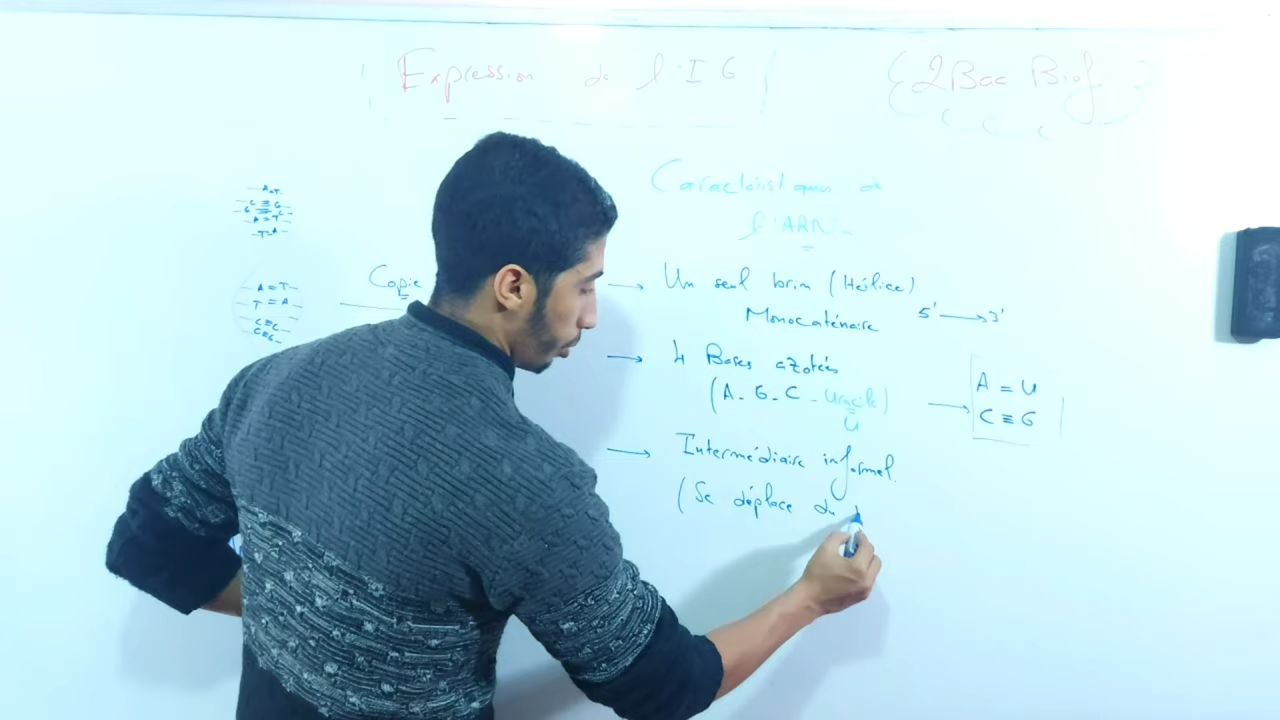 Expression de l'I G
{2Bac Biof}
Caractéristiques de
l'ARN
A = T
C ≡ G
G ≡ C
A = T
T = A
A = T
T = A
C ≡ C
C ≡ G
Copie
→ Un seul brin (Hélice)
Monocaténaire 5' → 3'
→ 4 Bases azotées
(A - G - C - Uracile)
U
→ A = U
C ≡ G
→ Intermédiaire informel.
(Se déplace du